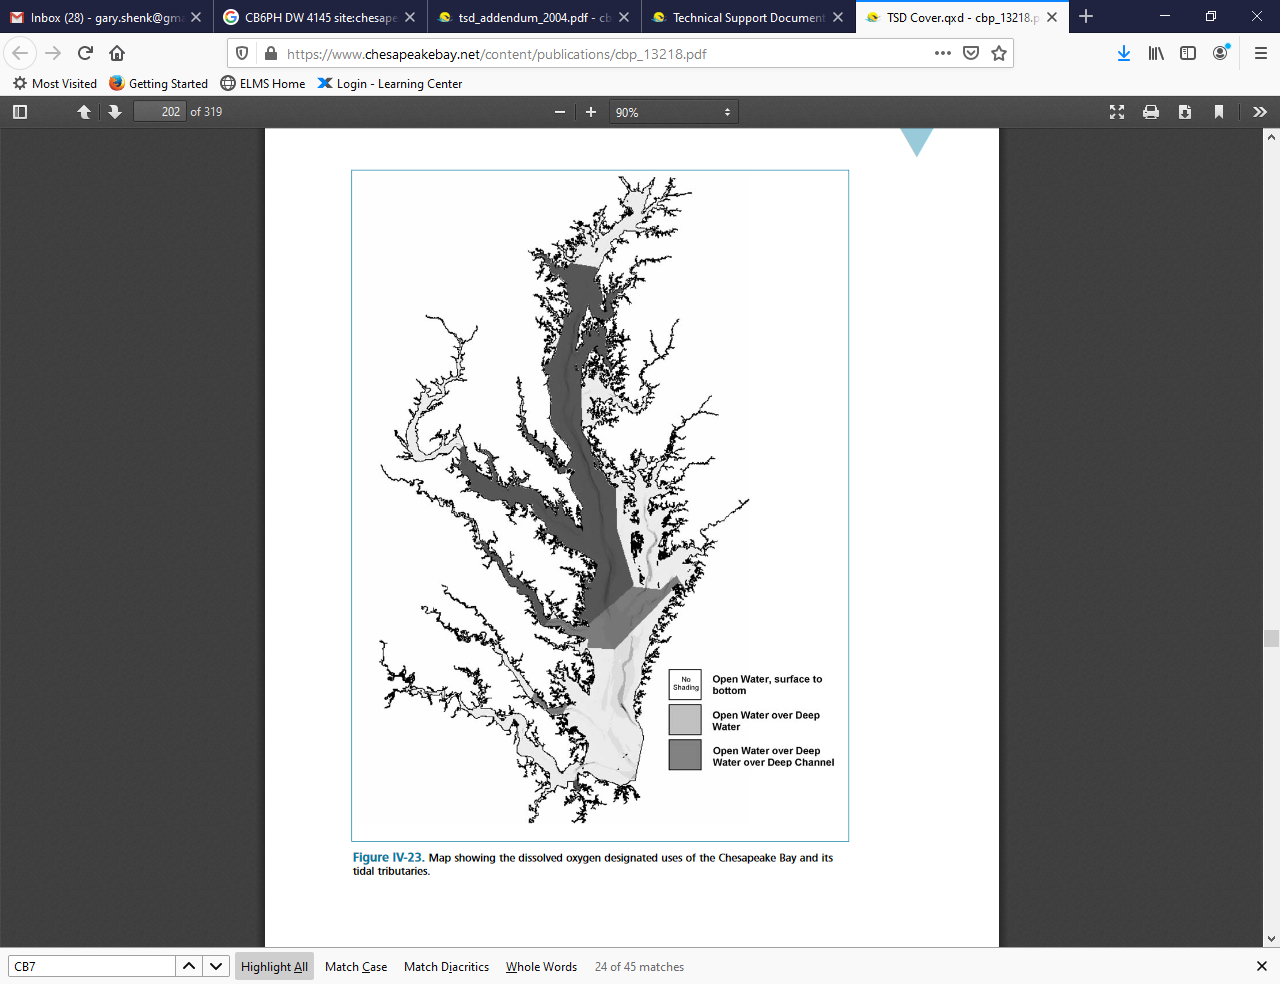 Inbox (28) - gary.shenk@gm
CB6PH DW 4145 site:chesape
tsd_addendum_2004.pdf - cb
Technical Support Document
TSD Cover.qxd - cbp_13218.p
https://www.chesapeakebay.net/content/publications/cbp_13218.pdf
Most Visited
Getting Started
ELMS Home
Login - Learning Center
202 of 319
90%
No
Shading
Open Water, surface to
bottom
Open Water over Deep
Water
Open Water over Deep
Water over Deep Channel
Figure IV-23. Map showing the dissolved oxygen designated uses of the Chesapeake Bay and its
tidal tributaries.
CB7
Highlight All
Match Case
Match Diacritics
Whole Words
24 of 45 matches